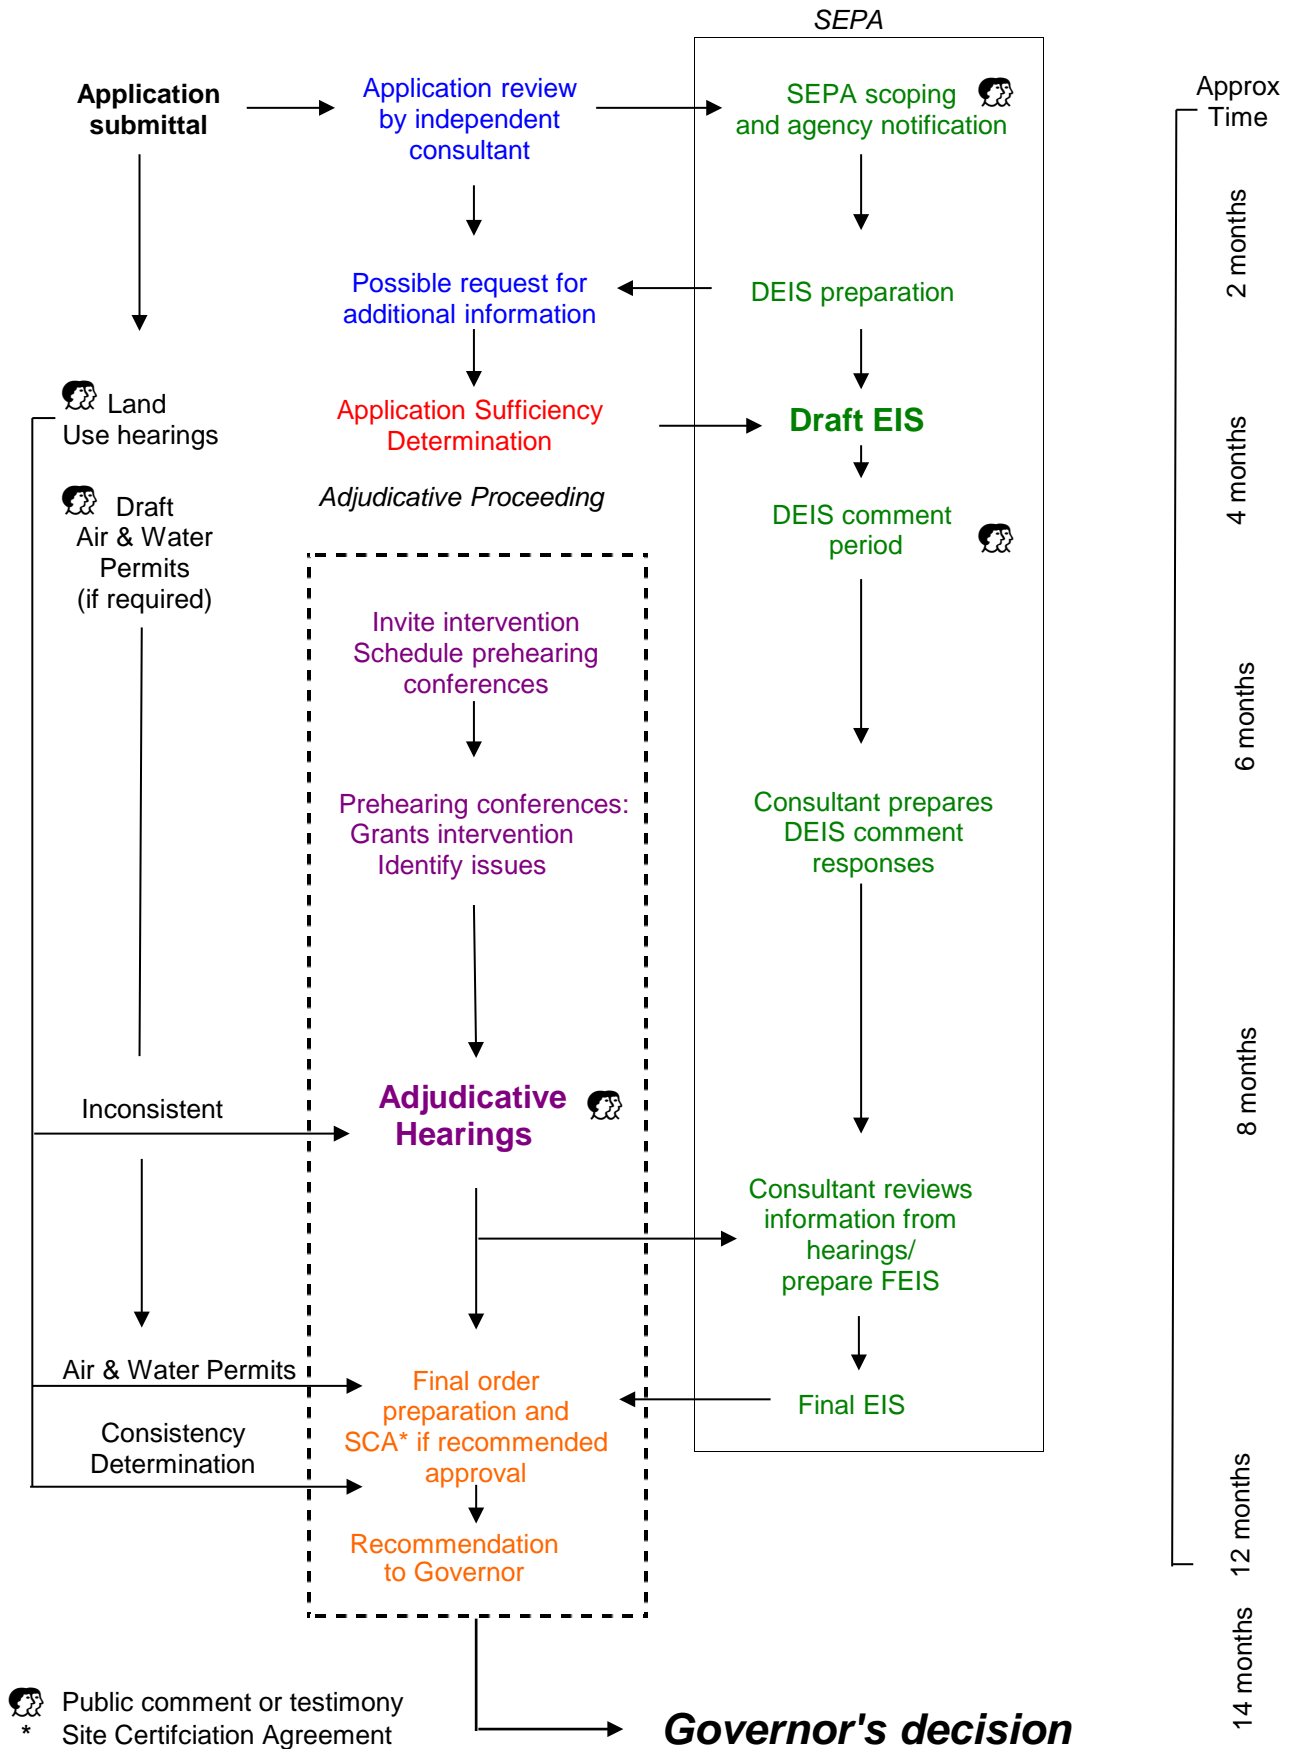 SEPA
Application
submittal
Application review
by independent
consultant
SEPA scoping
and agency notification
Approx
Time
2 months
Possible request for
additional information
DEIS preparation
Land
Use hearings
Application Sufficiency
Determination
Draft EIS
4 months
Draft
Air & Water
Permits
(if required)
Adjudicative Proceeding
DEIS comment
period
Invite intervention
Schedule prehearing
conferences
6 months
Prehearing conferences:
Grants intervention
Identify issues
Consultant prepares
DEIS comment
responses
Inconsistent
Adjudicative
Hearings
8 months
Consultant reviews
information from
hearings/
prepare FEIS
Air & Water Permits
Consistency
Determination
Final order
preparation and
SCA* if recommended
approval
Final EIS
12 months
Recommendation
to Governor
14 months
Public comment or testimony
* Site Certifciation Agreement
Governor's decision